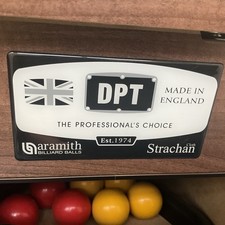 DPT
MADE IN
ENGLAND
THE PROFESSIONAL'S CHOICE
Est.1974
aramith
BILLIARD BALLS
Strachan